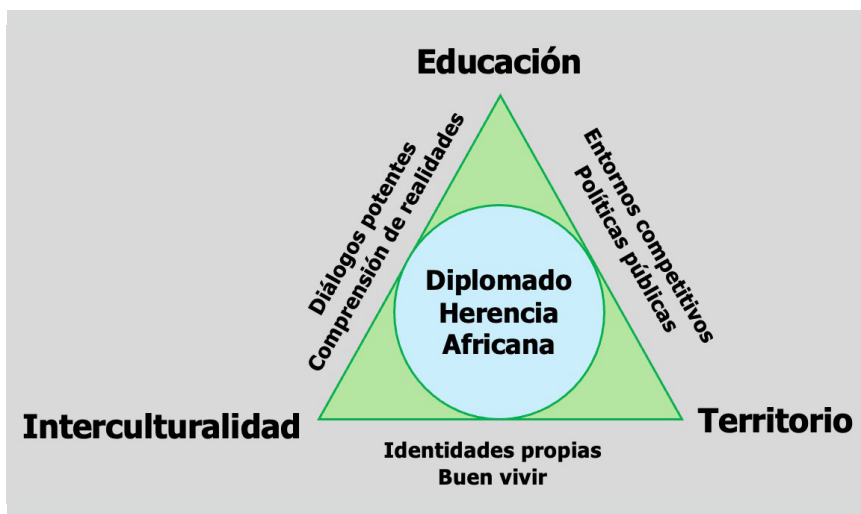 Educación
Diálogos potentes
Comprensión de realidades
Entornos competitivos
Políticas públicas
Diplomado
Herencia
Africana
Interculturalidad
Territorio
Identidades propias
Buen vivir